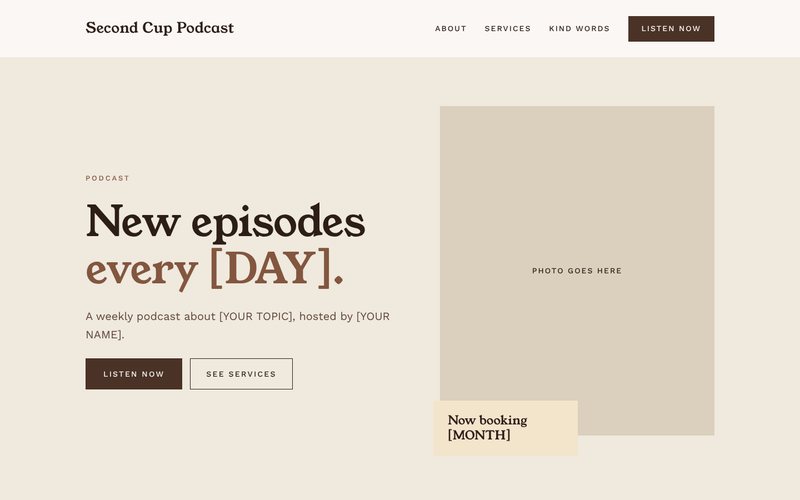 Second Cup Podcast
ABOUT SERVICES KIND WORDS LISTEN NOW
PODCAST
New episodes
every [DAY].
A weekly podcast about [YOUR TOPIC], hosted by [YOUR
NAME].
LISTEN NOW SEE SERVICES
PHOTO GOES HERE
Now booking
[MONTH]